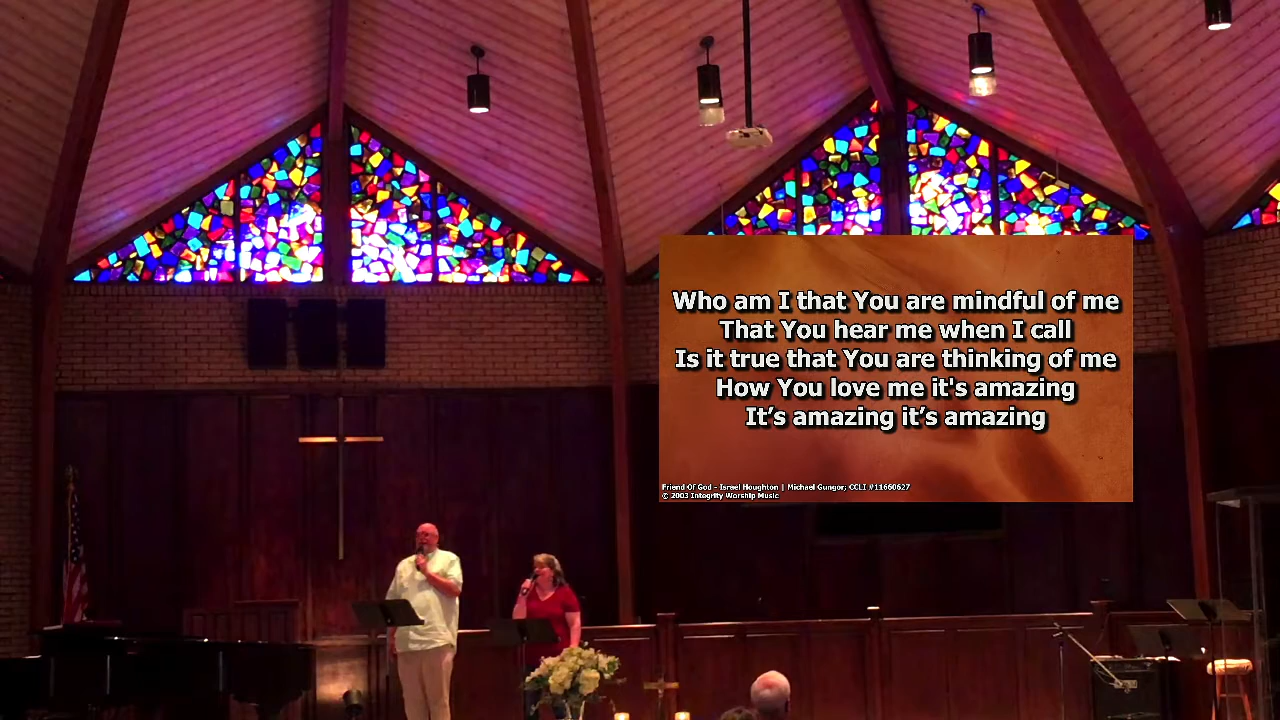 Who am I that You are mindful of me
That You hear me when I call
Is it true that You are thinking of me
How You love me it's amazing
It’s amazing it’s amazing
Friend Of God - Israel Houghton | Michael Gungor; CCLI #11660627
© 2003 Integrity Worship Music